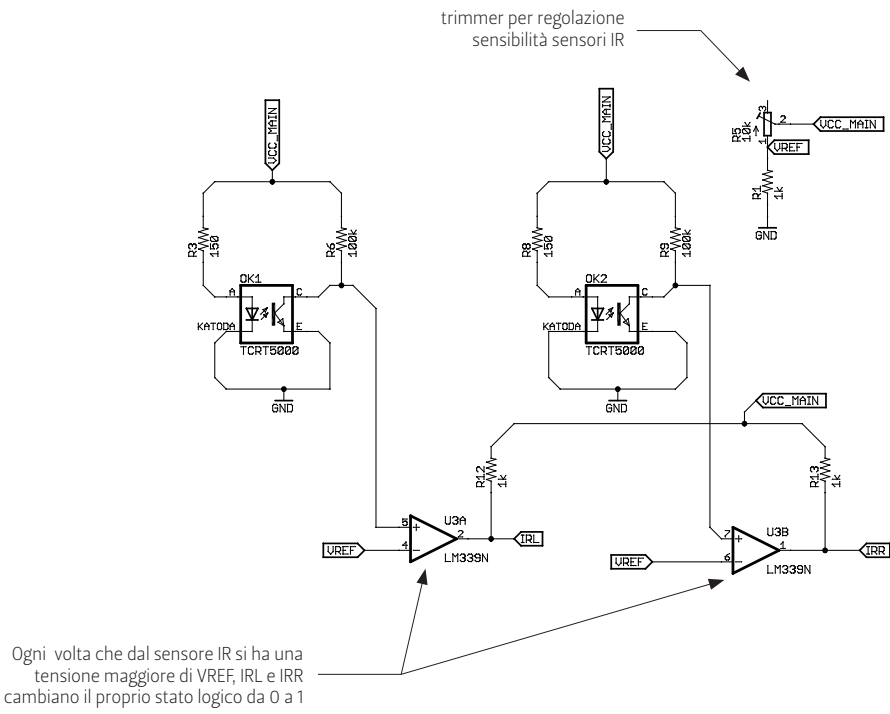 trimmer per regolazione
sensibilità sensori IR
VCC_MAIN
VCC_MAIN
R5
10k
3
2
1
VCC_MAIN
VREF
R1
1k
GND
R3
150
R6
100k
R8
150
R9
100k
OK1
A
C
KATODA
E
TCRT5000
GND
OK2
A
C
KATODA
E
TCRT5000
GND
VCC_MAIN
R12
1k
R13
1k
5
+
4
-
2
U3A
LM339N
VREF
IRL
7
+
6
-
1
U3B
LM339N
VREF
IRR
Ogni volta che dal sensore IR si ha una
tensione maggiore di VREF, IRL e IRR
cambiano il proprio stato logico da 0 a 1